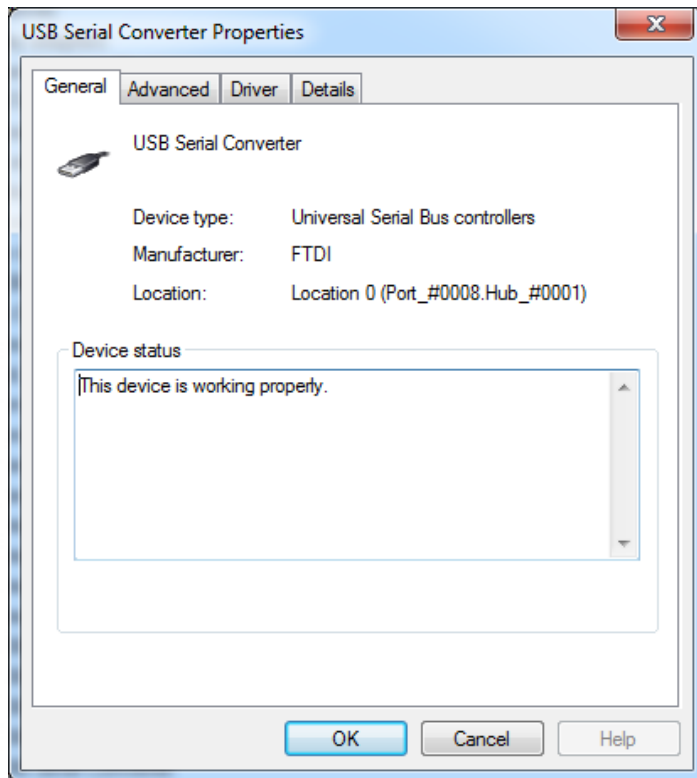 USB Serial Converter Properties
General Advanced Driver Details
USB Serial Converter
Device type: Universal Serial Bus controllers
Manufacturer: FTDI
Location: Location 0 (Port_#0008.Hub_#0001)
Device status
This device is working properly.
OK Cancel Help